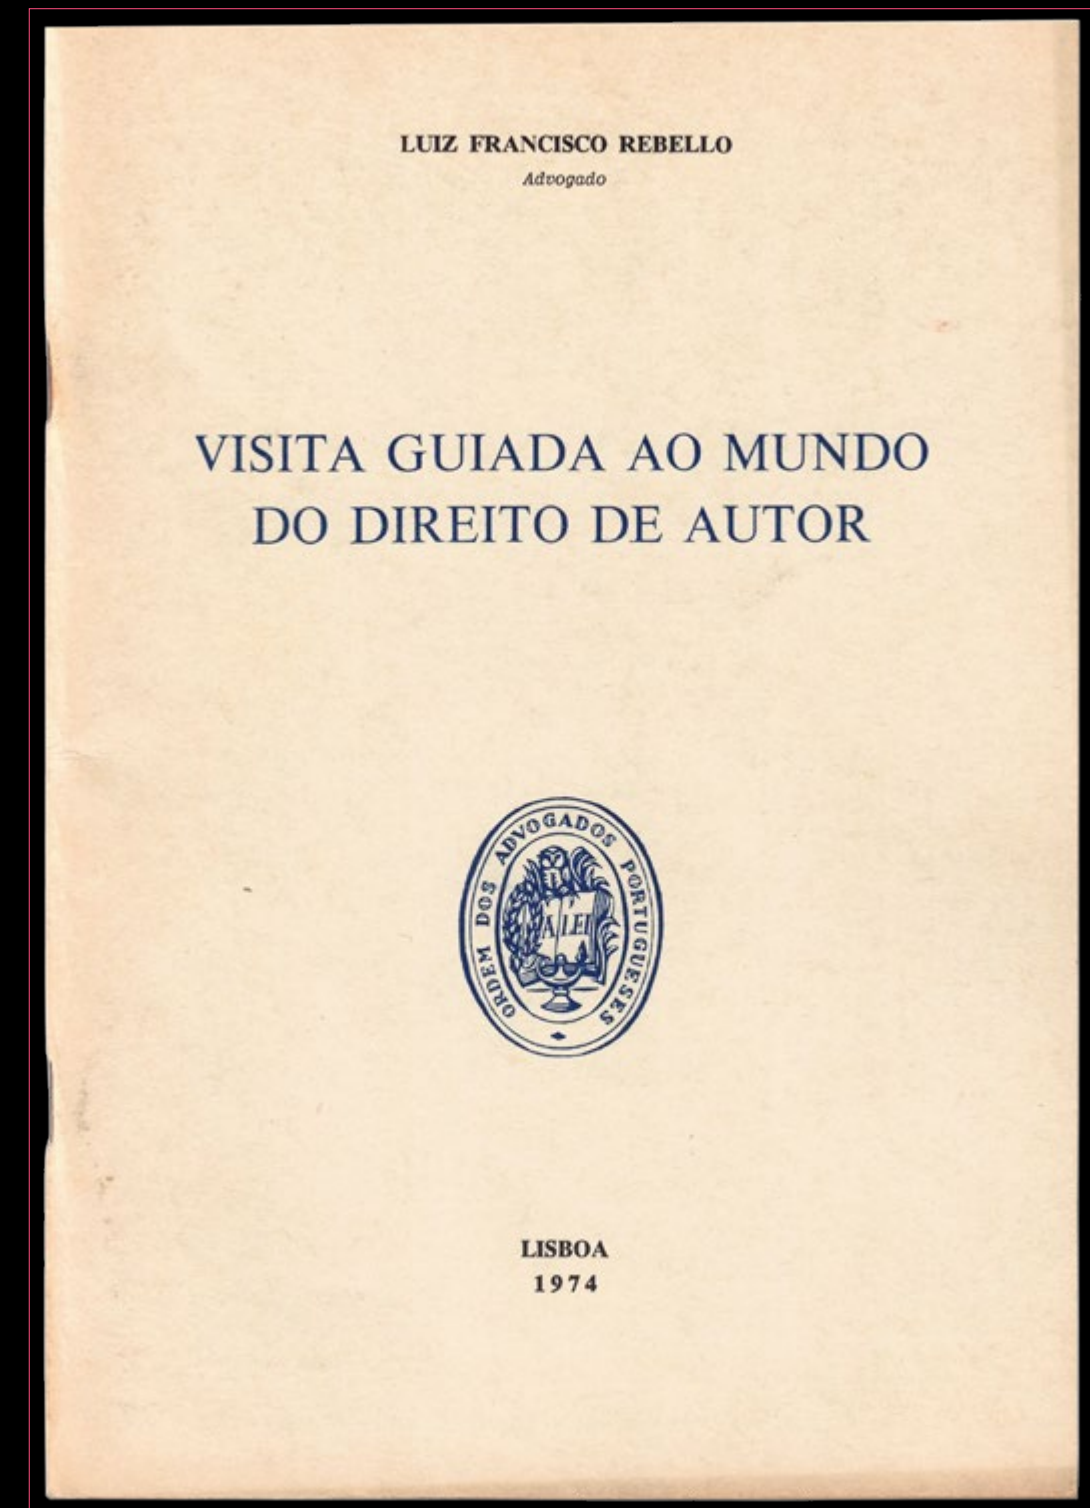 LUIZ FRANCISCO REBELLO
Advogado
VISITA GUIADA AO MUNDO
DO DIREITO DE AUTOR
ORDEM DOS ADVOGADOS PORTUGUESES
A LEI
LISBOA
1974